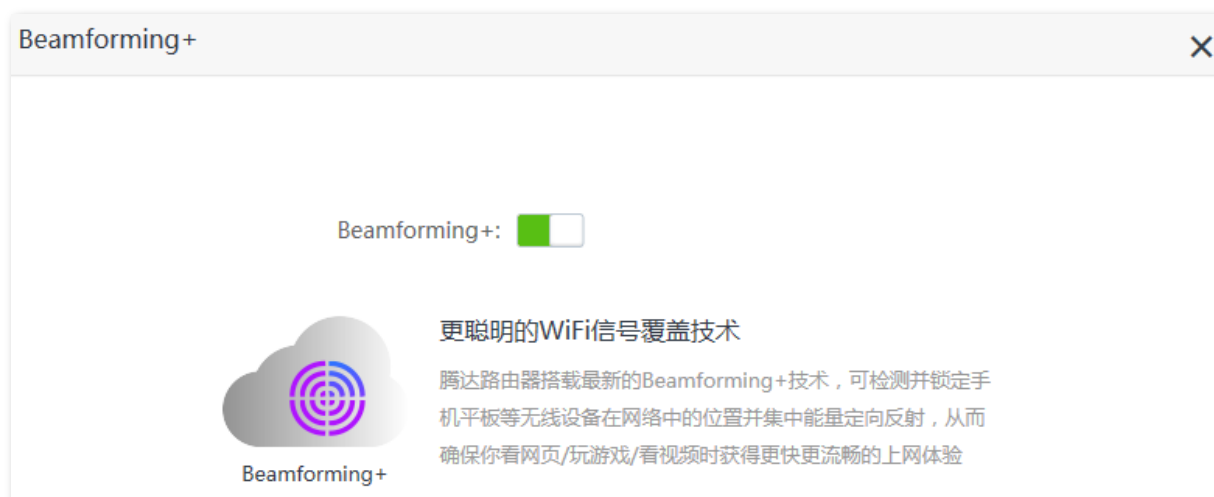 Beamforming+
Beamforming+:
更聪明的WiFi信号覆盖技术
腾达路由器搭载最新的Beamforming+技术，可检测并锁定手
机平板等无线设备在网络中的位置并集中能量定向反射，从而
确保你看网页/玩游戏/看视频时获得更快更流畅的上网体验
Beamforming+